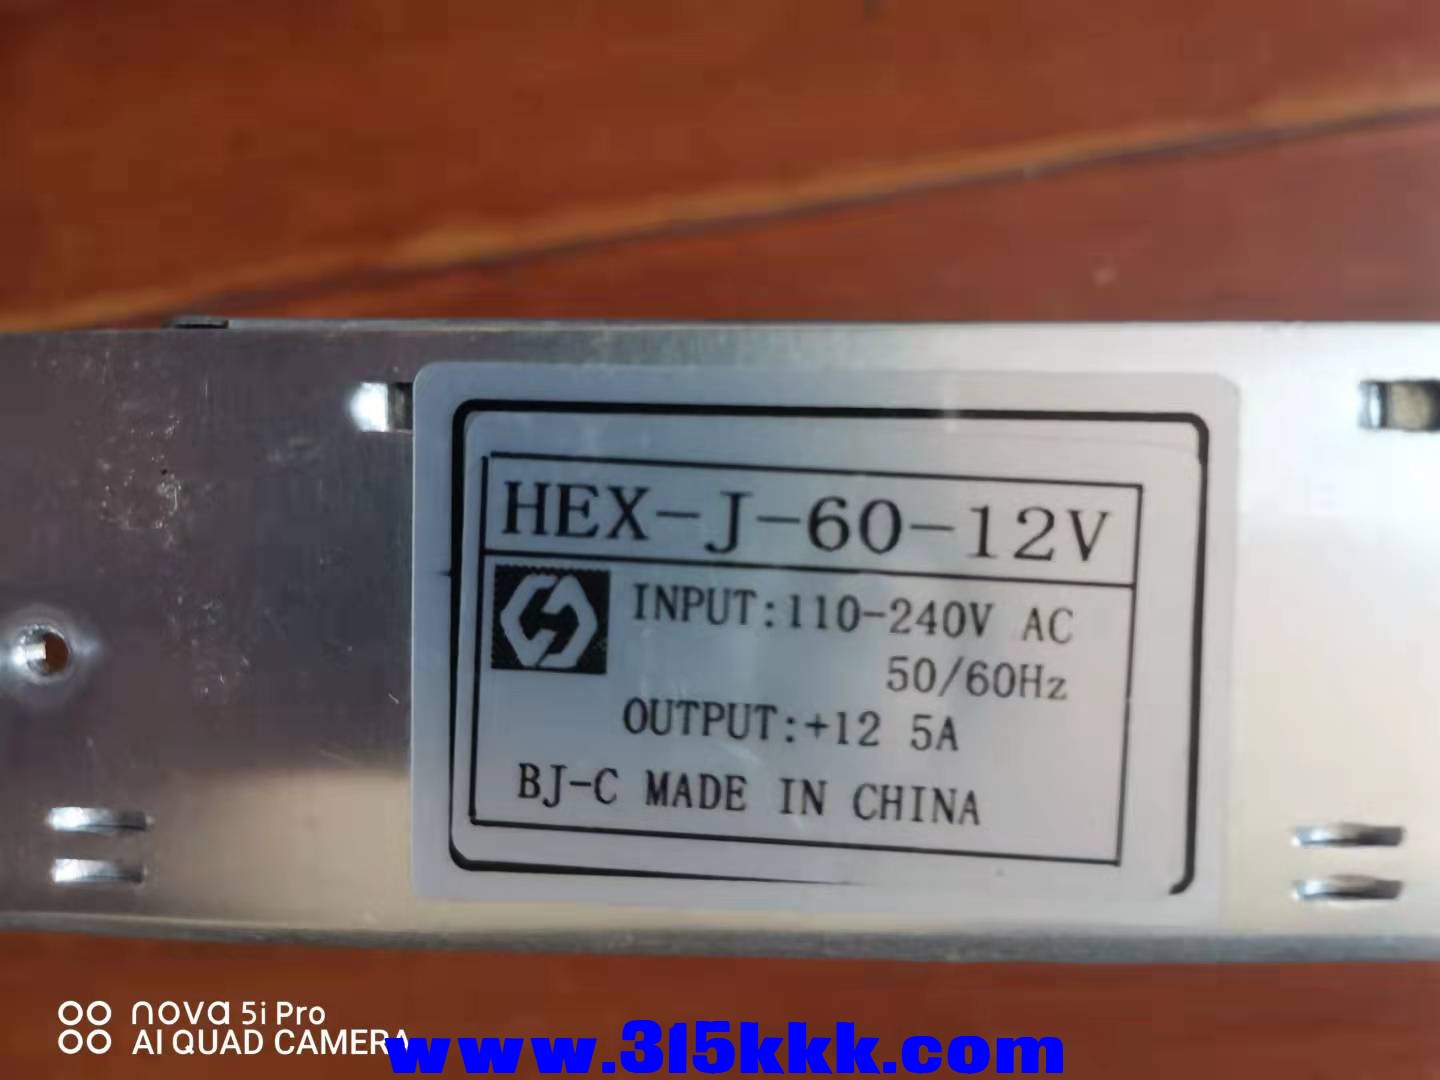 HEX-J-60-12V
INPUT:110-240V AC
50/60Hz
OUTPUT:+12 5A
BJ-C MADE IN CHINA
nova 5i Pro
AI QUAD CAMERA
www.315kkk.com